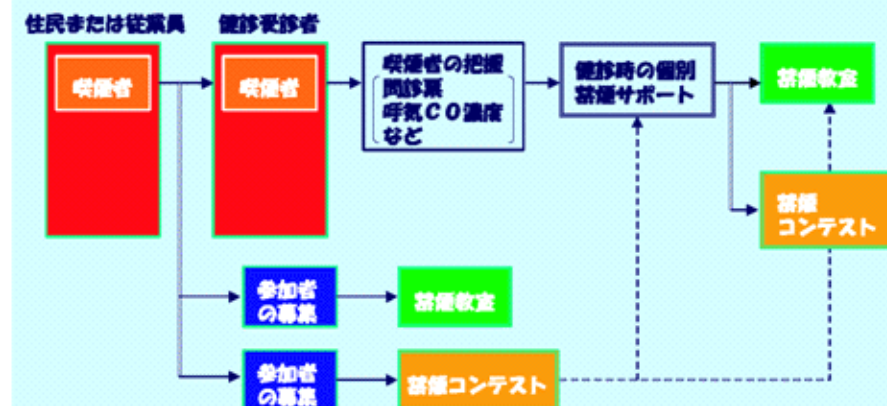 住民または従業員
健診受診者
喫煙者
喫煙者
喫煙者の把握
問診票
呼気CO濃度
など
健診時の個別
禁煙サポート
禁煙教室
禁煙
コンテスト
参加者
の募集
禁煙教室
参加者
の募集
禁煙コンテスト